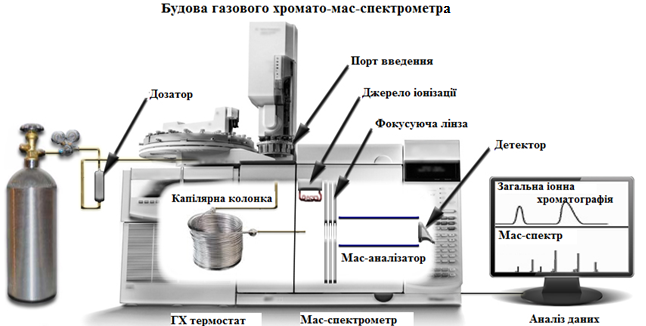 Будова газового хромато-мас-спектрометра
Порт введення
Дозатор
Джерело іонізації
Фокусуюча лінза
Детектор
Загальна іонна
хроматографія
Капілярна колонка
Мас-спектр
Мас-аналізатор
ГХ термостат
Мас-спектрометр
Аналіз даних